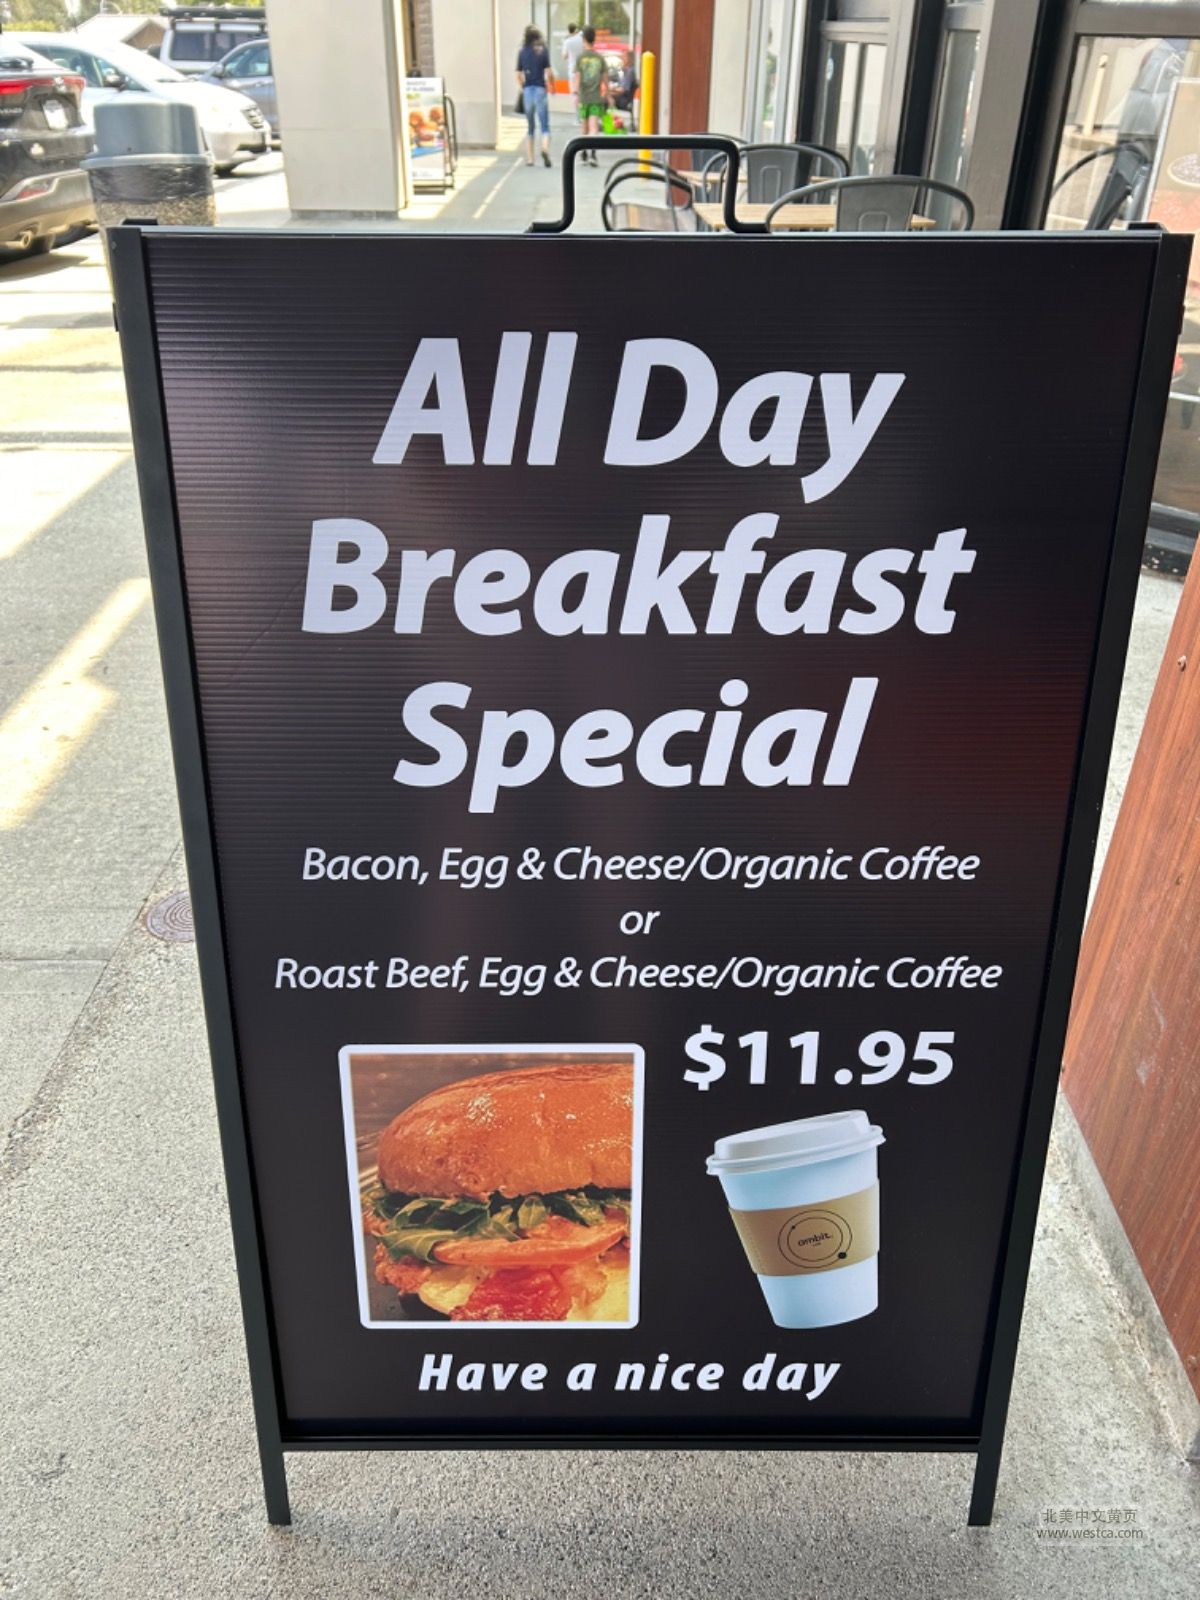 All Day
Breakfast
Special
Bacon, Egg & Cheese/Organic Coffee
or
Roast Beef, Egg & Cheese/Organic Coffee
$11.95
ambit.
Have a nice day
北美中文黄页
www.westca.com